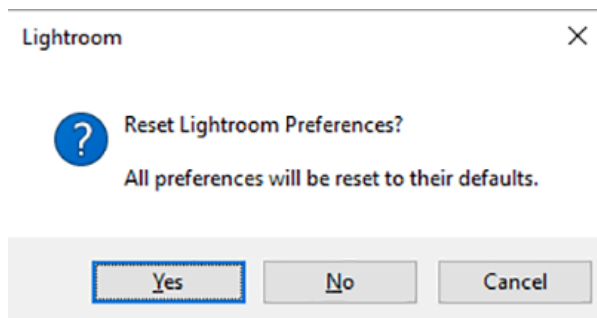 Lightroom
Reset Lightroom Preferences?
All preferences will be reset to their defaults.
Yes No Cancel